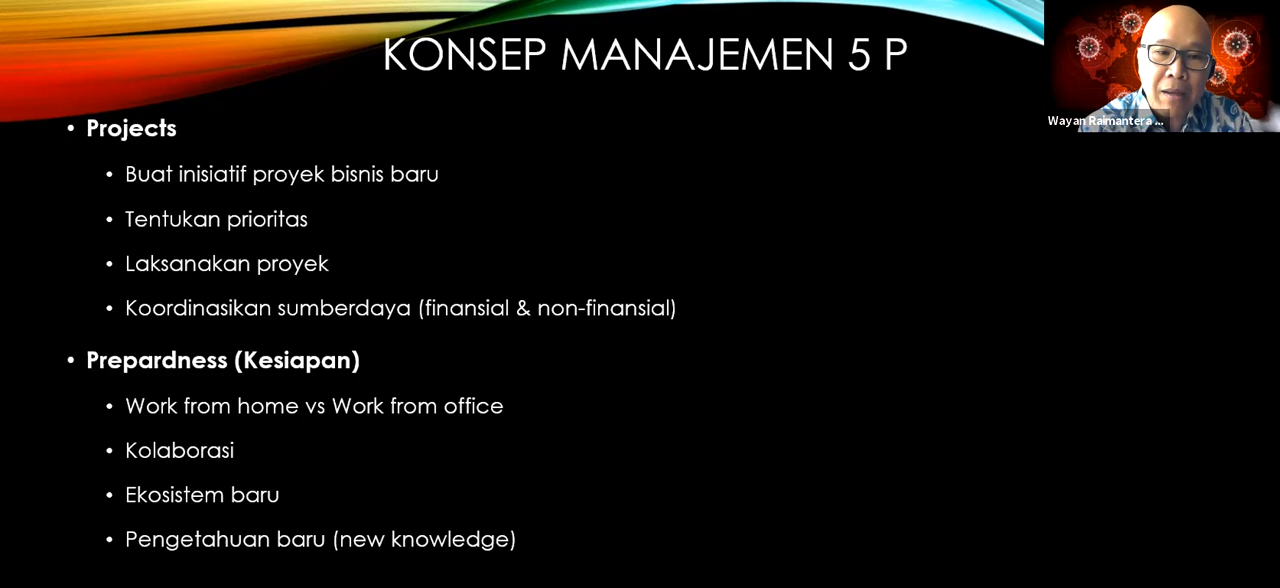 KONSEP MANAJEMEN 5 P
Wayan Raimantera ...
• Projects
• Buat inisiatif proyek bisnis baru
• Tentukan prioritas
• Laksanakan proyek
• Koordinasikan sumberdaya (finansial & non-finansial)
• Prepardness (Kesiapan)
• Work from home vs Work from office
• Kolaborasi
• Ekosistem baru
• Pengetahuan baru (new knowledge)